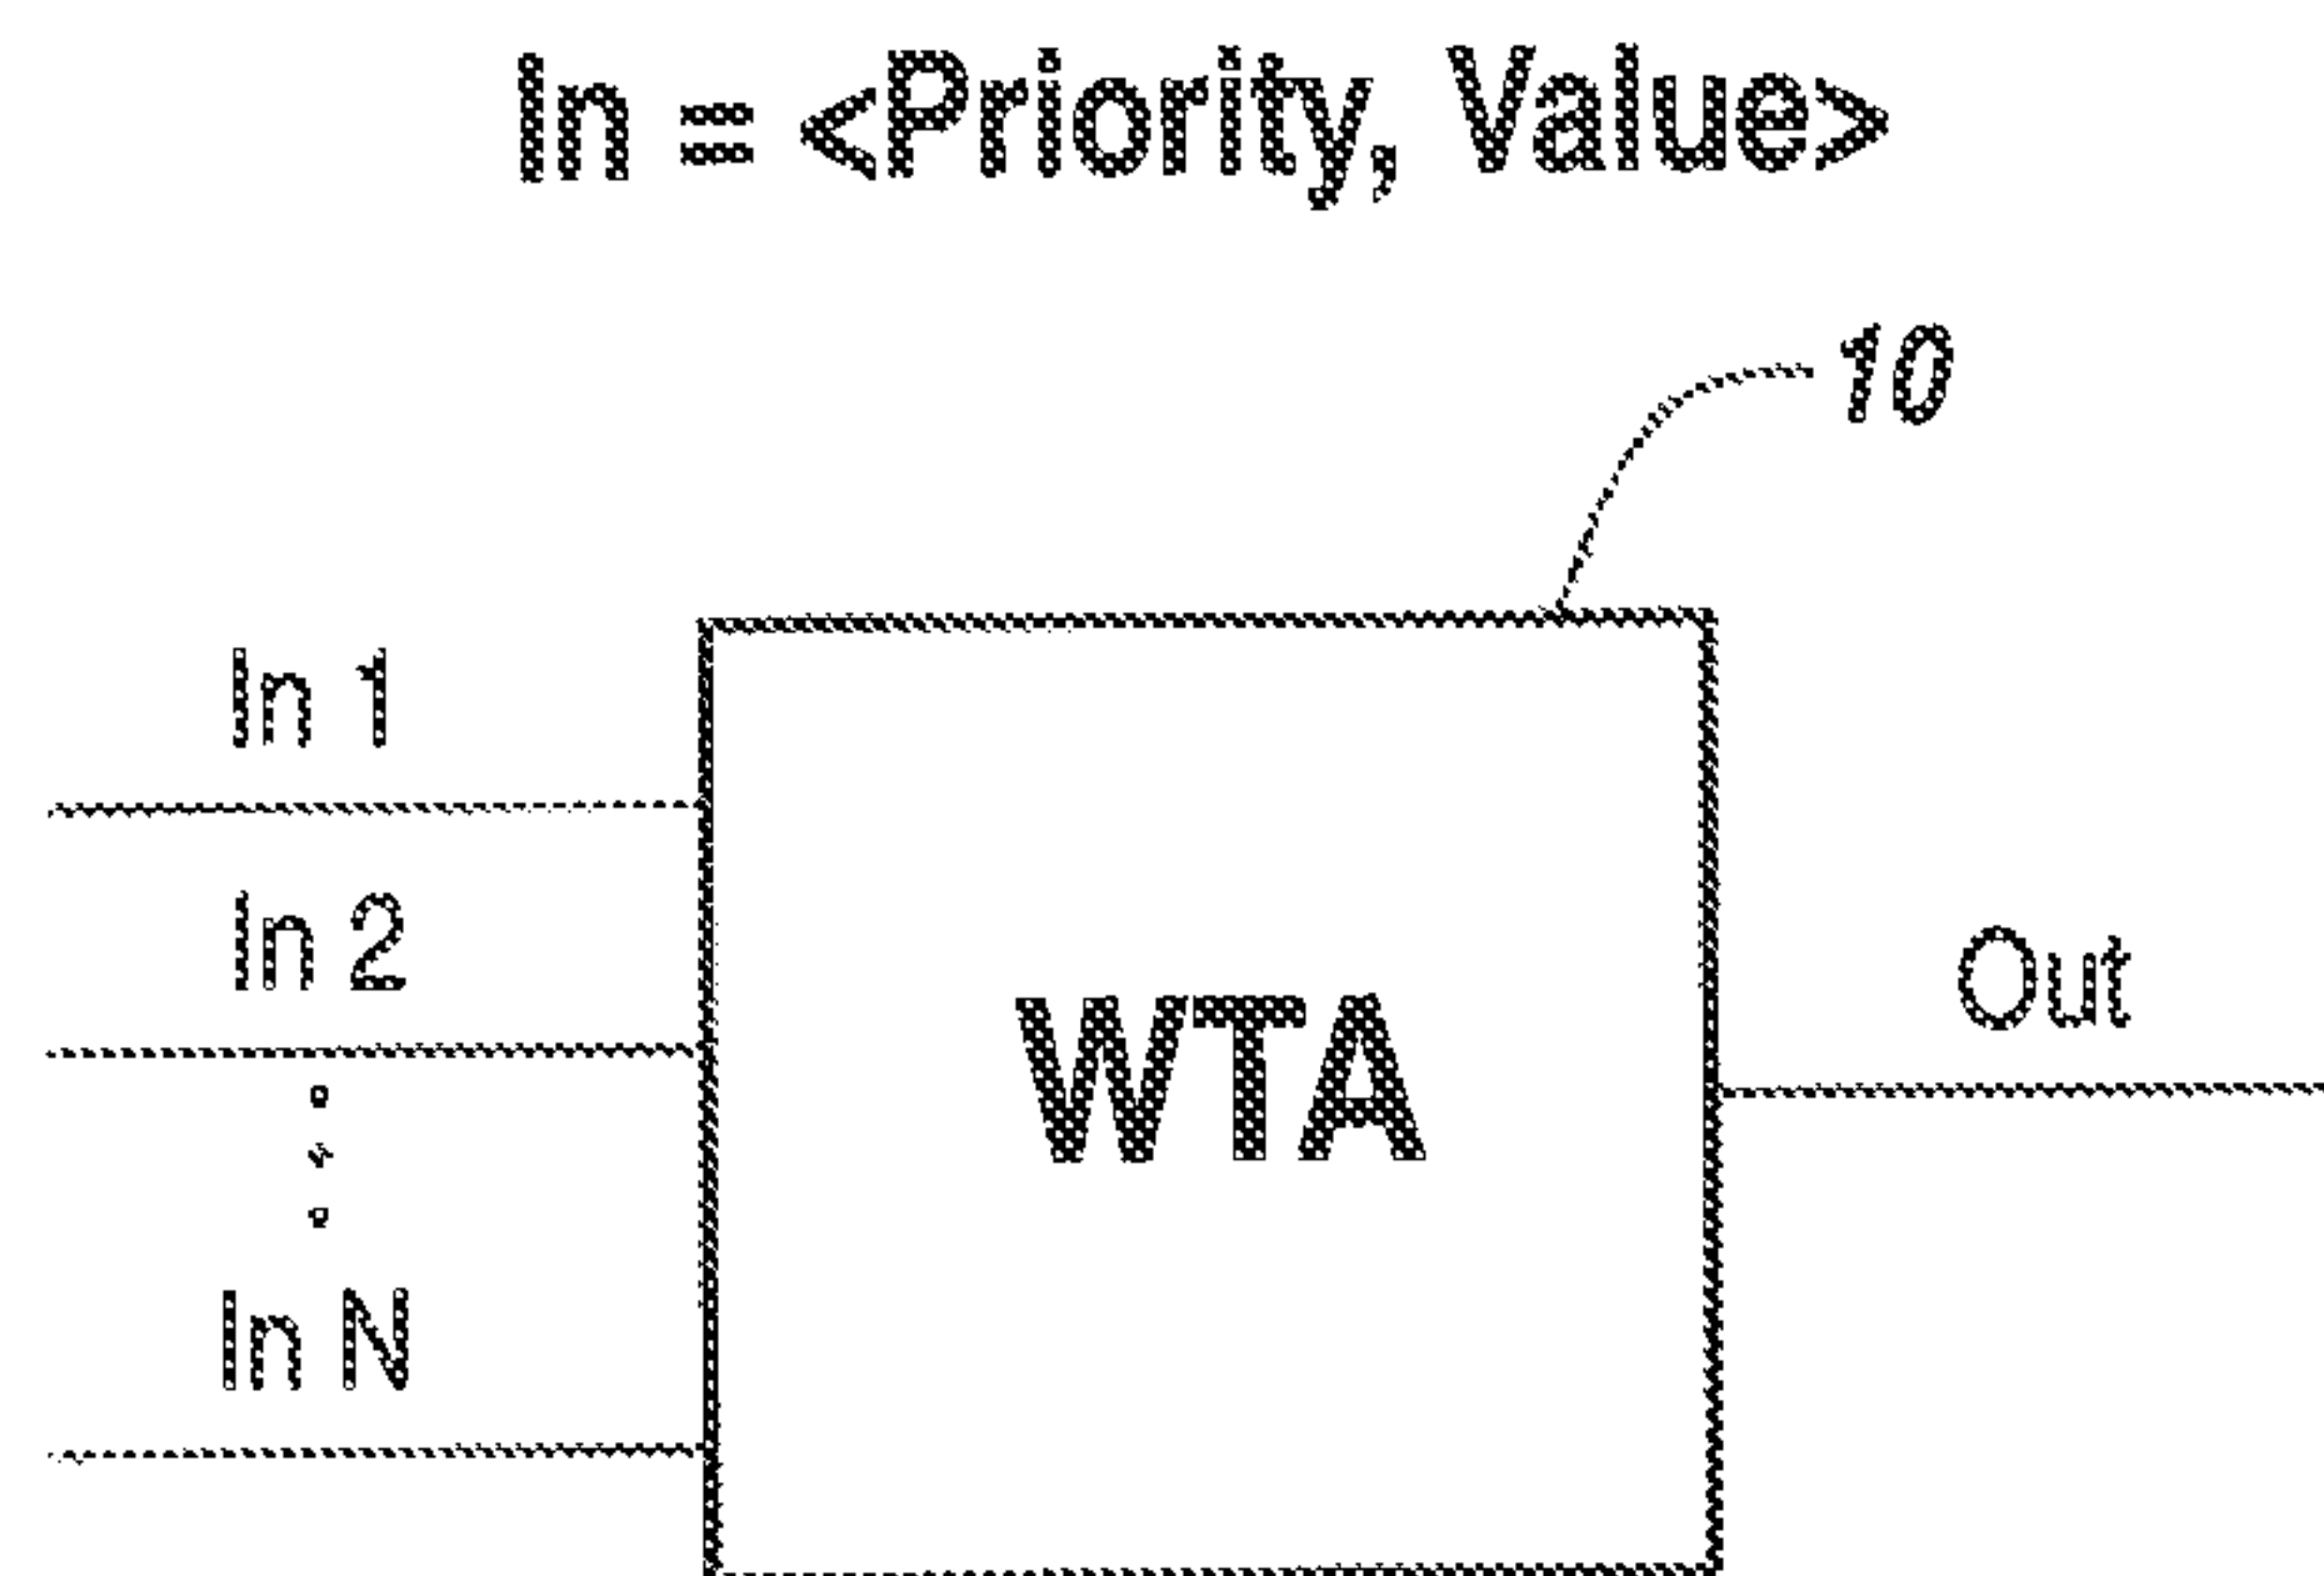 In = <Priority, Value>
10
In 1
In 2
Out
WTA
In N